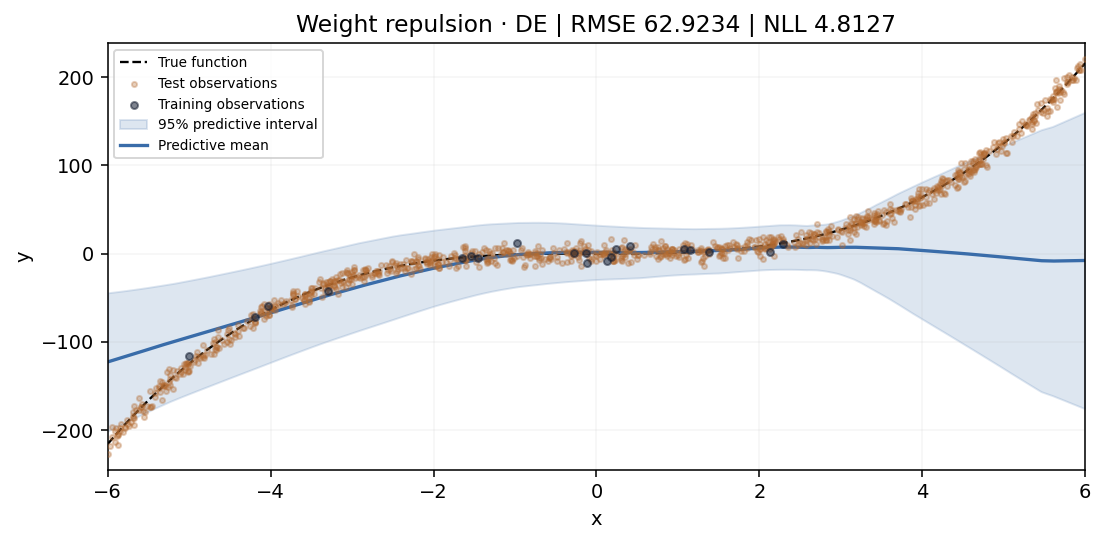 Weight repulsion · DE | RMSE 62.9234 | NLL 4.8127
True function
Test observations
Training observations
95% predictive interval
Predictive mean
200
100
0
−100
−200
y
−6
−4
−2
0
2
4
6
x